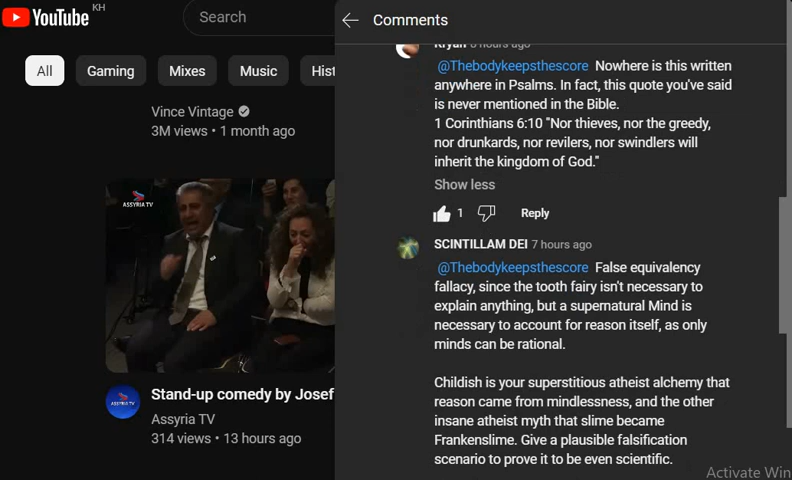 YouTube KH
Search
Comments
All
Gaming
Mixes
Music
Hist
Vince Vintage
3M views • 1 month ago
ASSYRIA TV
ASSYRIA TV
Stand-up comedy by Josef
Assyria TV
314 views • 13 hours ago
Kryan 8 hours ago
@Thebodykeepsthescore Nowhere is this written
anywhere in Psalms. In fact, this quote you've said
is never mentioned in the Bible.
1 Corinthians 6:10 "Nor thieves, nor the greedy,
nor drunkards, nor revilers, nor swindlers will
inherit the kingdom of God."
Show less
1
Reply
SCINTILLAM DEI 7 hours ago
@Thebodykeepsthescore False equivalency
fallacy, since the tooth fairy isn't necessary to
explain anything, but a supernatural Mind is
necessary to account for reason itself, as only
minds can be rational.
Childish is your superstitious atheist alchemy that
reason came from mindlessness, and the other
insane atheist myth that slime became
Frankenslime. Give a plausible falsification
scenario to prove it to be even scientific.
Activate Win